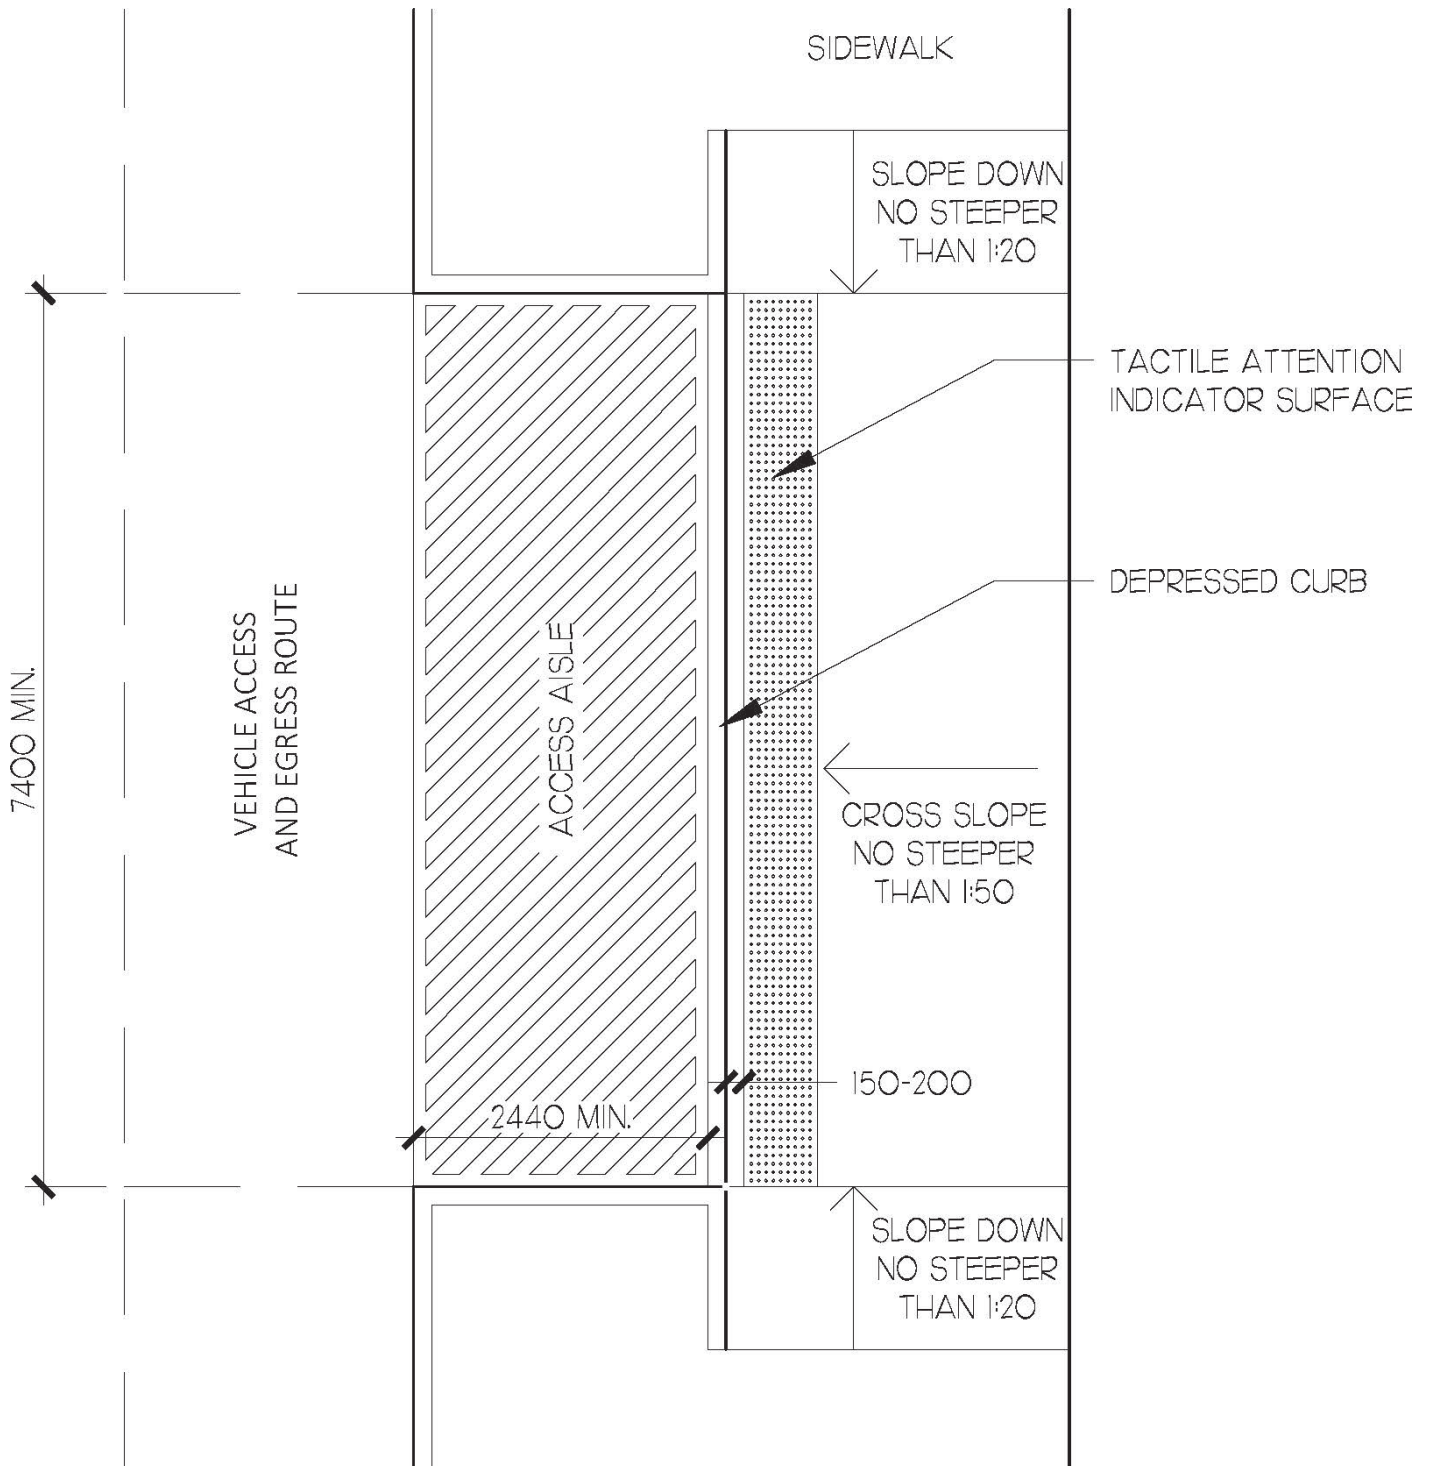 SIDEWALK
SLOPE DOWN
NO STEEPER
THAN 1:20
TACTILE ATTENTION
INDICATOR SURFACE
DEPRESSED CURB
7400 MIN.
VEHICLE ACCESS
AND EGRESS ROUTE
ACCESS AISLE
CROSS SLOPE
NO STEEPER
THAN 1:50
150-200
2440 MIN.
SLOPE DOWN
NO STEEPER
THAN 1:20